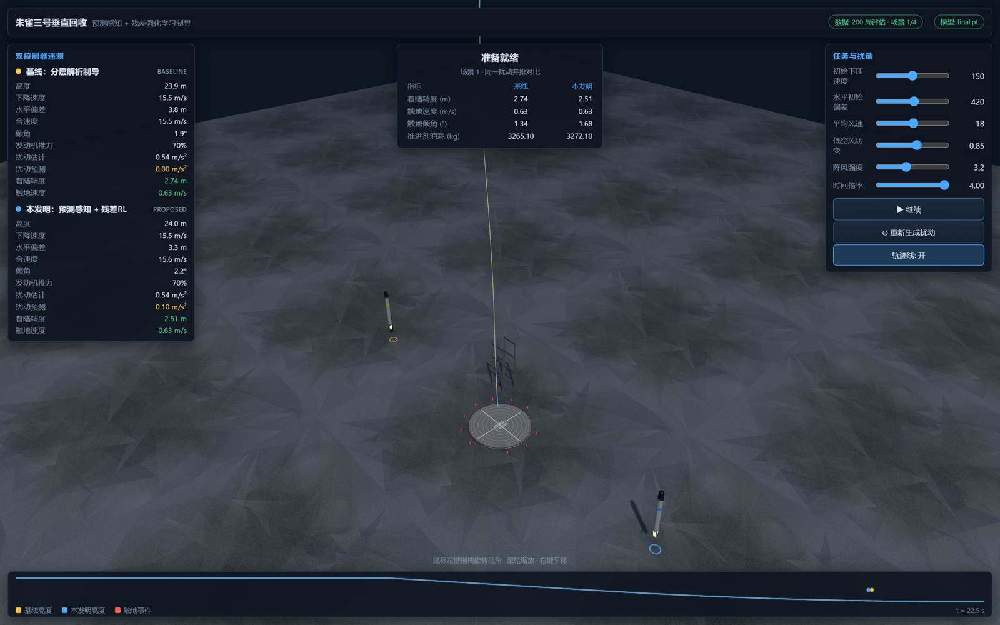 朱雀三号垂直回收 预测感知 + 残差强化学习制导
数据: 200 局评估 · 场景 1/4 模型: final.pt
双控制器遥测
基线：分层解析制导 BASELINE
高度 23.9 m
下降速度 15.5 m/s
水平偏差 3.8 m
合速度 15.5 m/s
倾角 1.9°
发动机推力 70%
扰动估计 0.54 m/s²
扰动预测 0.00 m/s²
着陆精度 2.74 m
触地速度 0.63 m/s
本发明：预测感知 + 残差RL PROPOSED
高度 24.0 m
下降速度 15.5 m/s
水平偏差 3.3 m
合速度 15.6 m/s
倾角 2.2°
发动机推力 70%
扰动估计 0.54 m/s²
扰动预测 0.10 m/s²
着陆精度 2.51 m
触地速度 0.63 m/s
准备就绪
场景 1 · 同一扰动并排对比
指标 基线 本发明
着陆精度 (m) 2.74 2.51
触地速度 (m/s) 0.63 0.63
触地倾角 (°) 1.34 1.68
推进剂消耗 (kg) 3265.10 3272.10
任务与扰动
初始下压
速度 150
水平初始
偏差 420
平均风速 18
低空风切
变 0.85
阵风强度 3.2
时间倍率 4.00
▶ 继续
↺ 重新生成扰动
轨迹线: 开
鼠标左键拖拽旋转视角 · 滚轮缩放 · 右键平移
基线高度 本发明高度 触地事件 t = 22.5 s